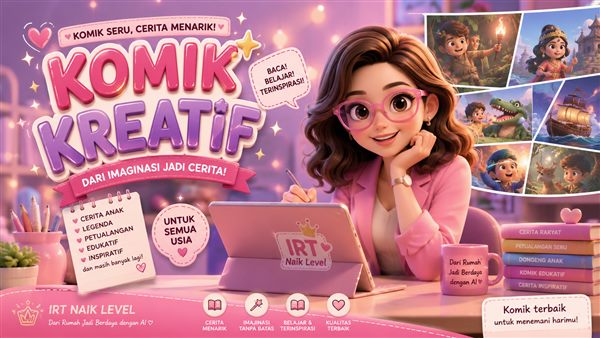 KOMIK SERU, CERITA MENARIK!
KOMIK
KREATIF
DARI IMAJINASI JADI CERITA!
BACA!
BELAJAR!
TERINSPIRASI!
CERITA ANAK
LEGENDA
PETUALANGAN
EDUKATIF
INSPIRATIF
dan masih banyak lagi!
UNTUK
SEMUA
USIA
IRT
Naik Level
Dari Rumah
Jadi Berdaya
dengan AI
CERITA RAKYAT
PETUALANGAN SERU
DONGENG ANAK
KOMIK EDUKATIF
CERITA INSPIRATIF
IRT NAIK LEVEL
Dari Rumah Jadi Berdaya dengan AI
CERITA
MENARIK
IMAJINASI
TANPA BATAS
BELAJAR &
TERINSPIRASI
KUALITAS
TERBAIK
Komik terbaik
untuk menemani harimu!